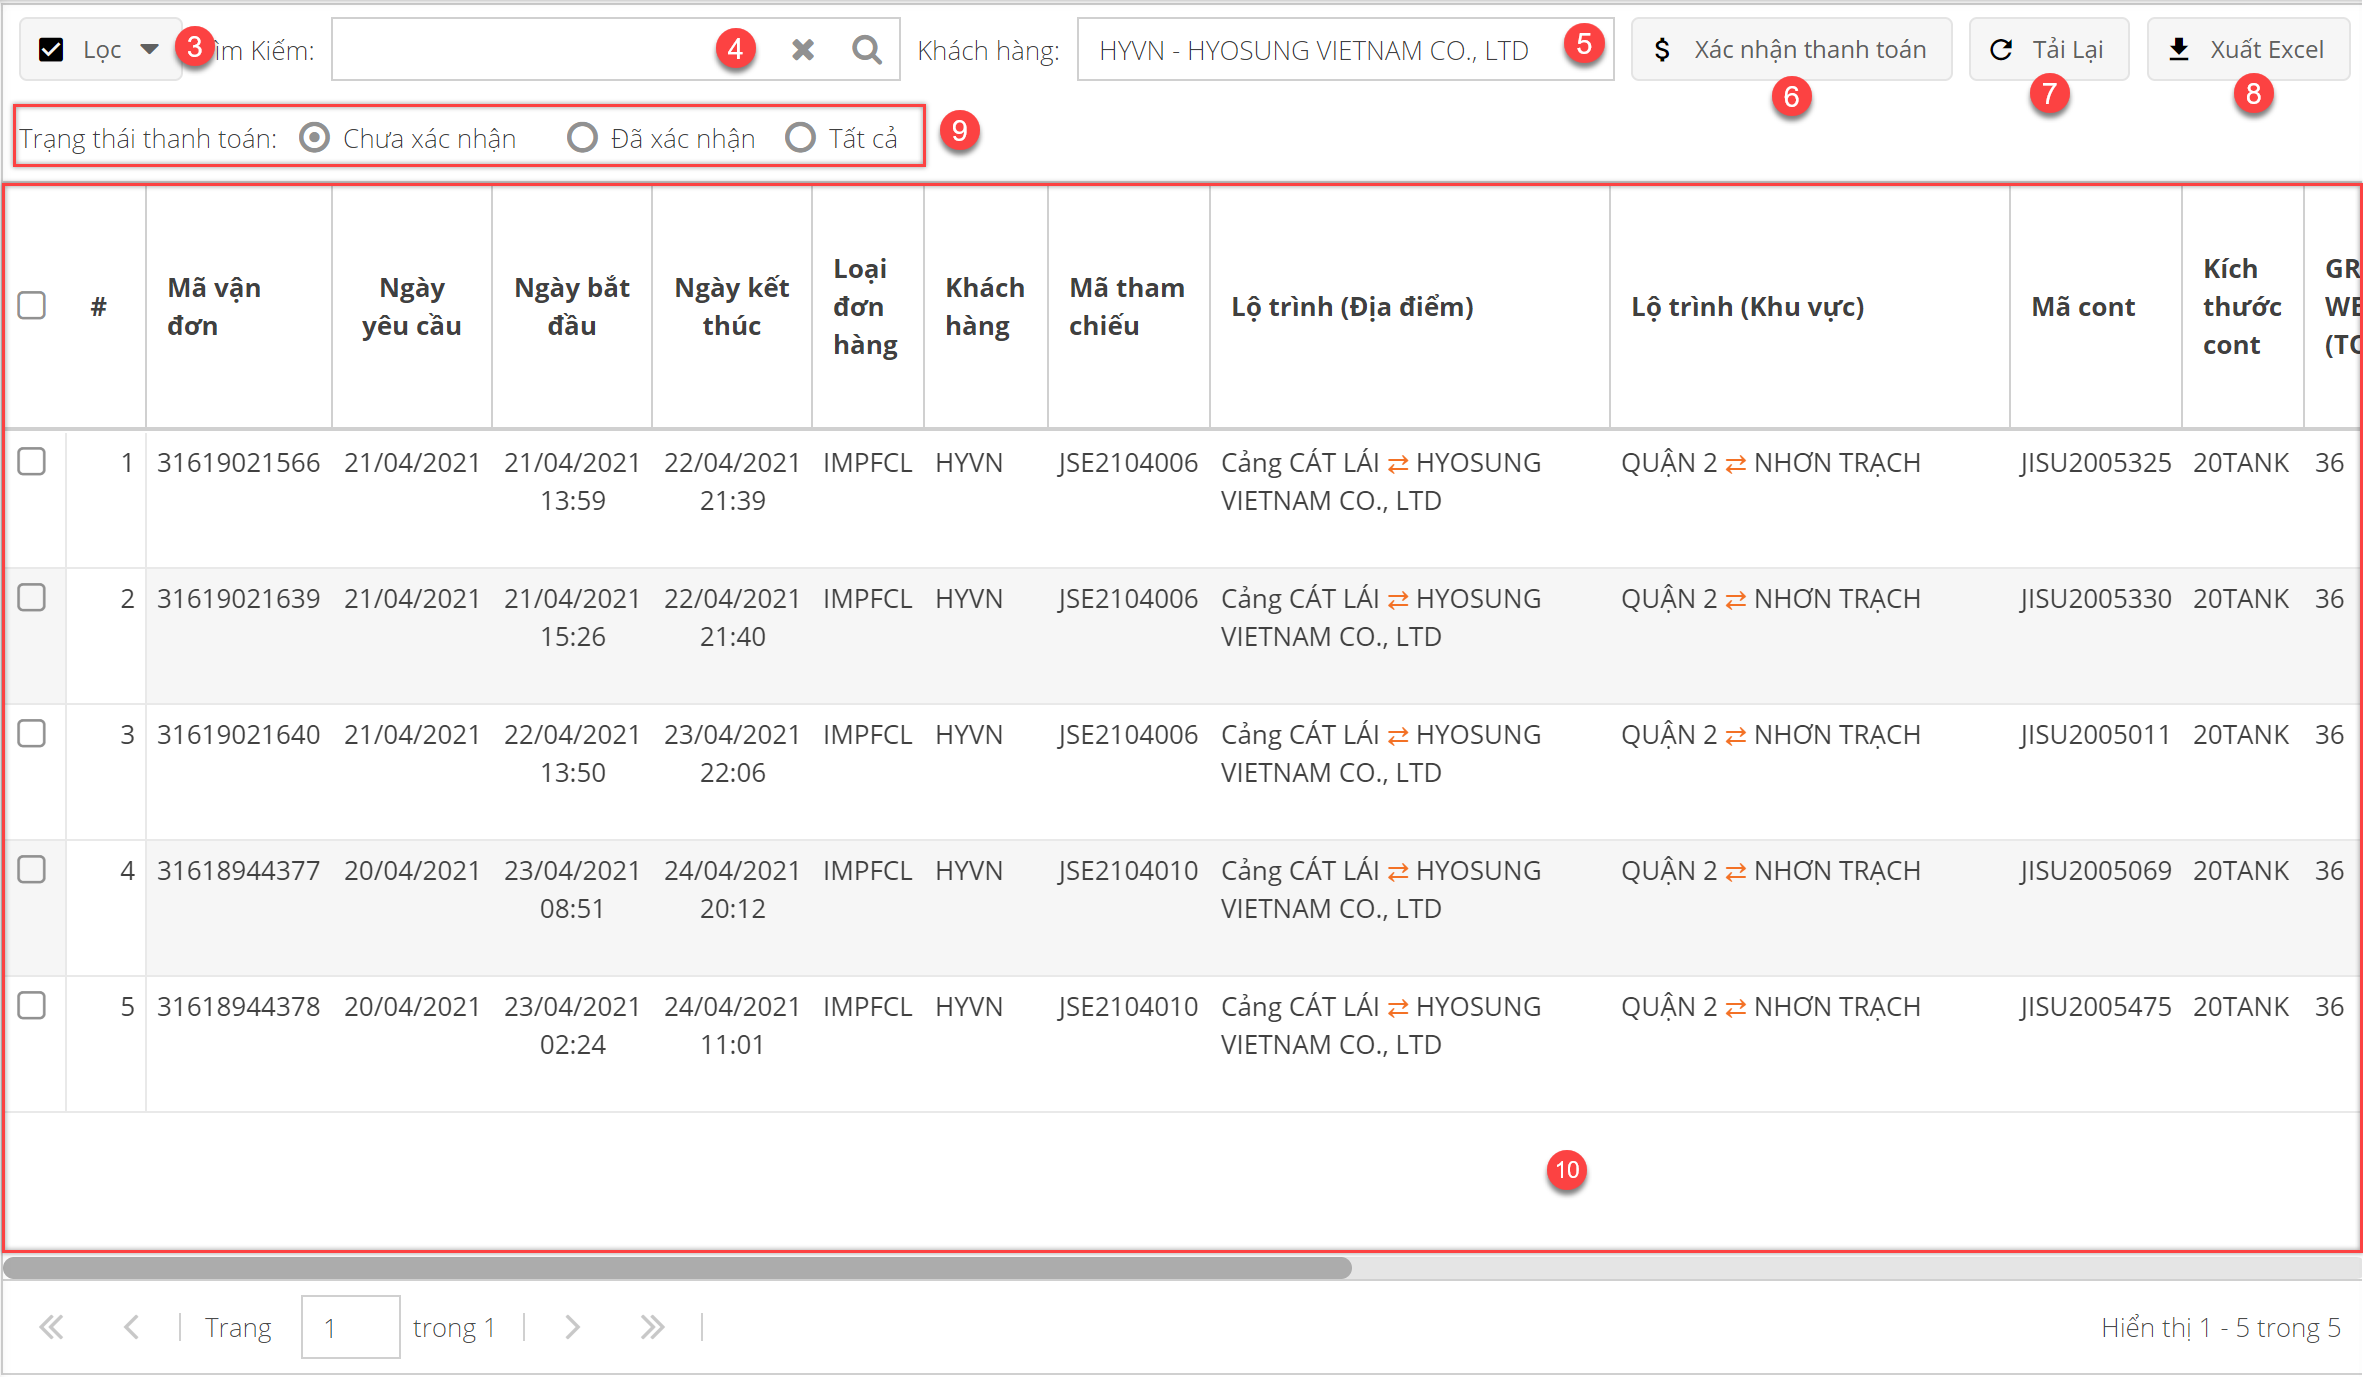 Lọc 3 ìm Kiếm: 4 Khách hàng: HYVN - HYOSUNG VIETNAM CO., LTD 5 $ Xác nhận thanh toán Tải Lại Xuất Excel
6 7 8
Trạng thái thanh toán: Chưa xác nhận Đã xác nhận Tất cả 9
# Mã vận đơn Ngày yêu cầu Ngày bắt đầu Ngày kết thúc Loại đơn hàng Khách hàng Mã tham chiếu Lộ trình (Địa điểm) Lộ trình (Khu vực) Mã cont Kích thước cont GR WE (TO
1 31619021566 21/04/2021 21/04/2021 22/04/2021 IMPFCL HYVN JSE2104006 Cảng CÁT LÁI ⇄ HYOSUNG QUẬN 2 ⇄ NHƠN TRẠCH JISU2005325 20TANK 36
13:59 21:39 VIETNAM CO., LTD
2 31619021639 21/04/2021 21/04/2021 22/04/2021 IMPFCL HYVN JSE2104006 Cảng CÁT LÁI ⇄ HYOSUNG QUẬN 2 ⇄ NHƠN TRẠCH JISU2005330 20TANK 36
15:26 21:40 VIETNAM CO., LTD
3 31619021640 21/04/2021 22/04/2021 23/04/2021 IMPFCL HYVN JSE2104006 Cảng CÁT LÁI ⇄ HYOSUNG QUẬN 2 ⇄ NHƠN TRẠCH JISU2005011 20TANK 36
13:50 22:06 VIETNAM CO., LTD
4 31618944377 20/04/2021 23/04/2021 24/04/2021 IMPFCL HYVN JSE2104010 Cảng CÁT LÁI ⇄ HYOSUNG QUẬN 2 ⇄ NHƠN TRẠCH JISU2005069 20TANK 36
08:51 20:12 VIETNAM CO., LTD
5 31618944378 20/04/2021 23/04/2021 24/04/2021 IMPFCL HYVN JSE2104010 Cảng CÁT LÁI ⇄ HYOSUNG QUẬN 2 ⇄ NHƠN TRẠCH JISU2005475 20TANK 36
02:24 11:01 VIETNAM CO., LTD
10
Trang 1 trong 1 Hiển thị 1 - 5 trong 5